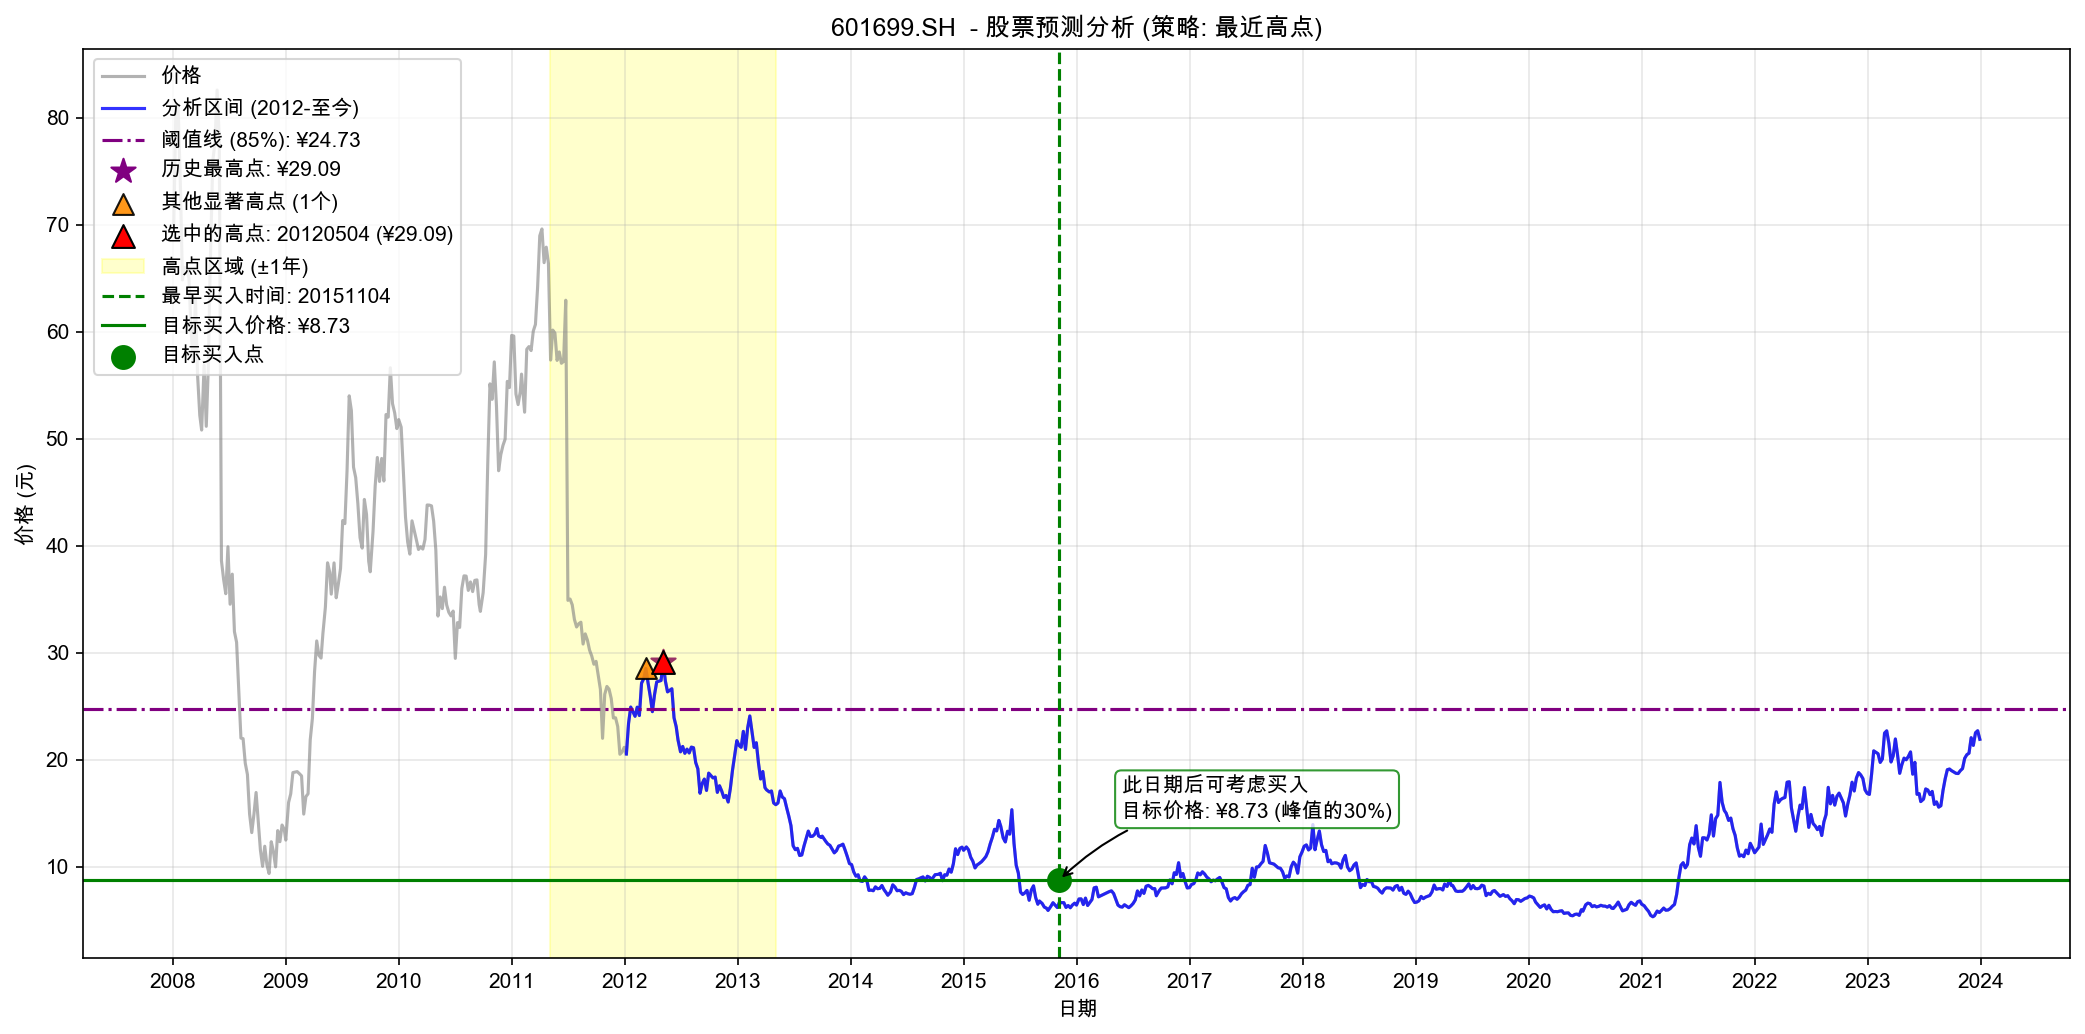 601699.SH - 股票预测分析 (策略: 最近高点)
价格
分析区间 (2012-至今)
阈值线 (85%): ¥24.73
历史最高点: ¥29.09
其他显著高点 (1个)
选中的高点: 20120504 (¥29.09)
高点区域 (±1年)
最早买入时间: 20151104
目标买入价格: ¥8.73
目标买入点
价格 (元)
80
70
60
50
40
30
20
10
此日期后可考虑买入
目标价格: ¥8.73 (峰值的30%)
2008 2009 2010 2011 2012 2013 2014 2015 2016 2017 2018 2019 2020 2021 2022 2023 2024
日期